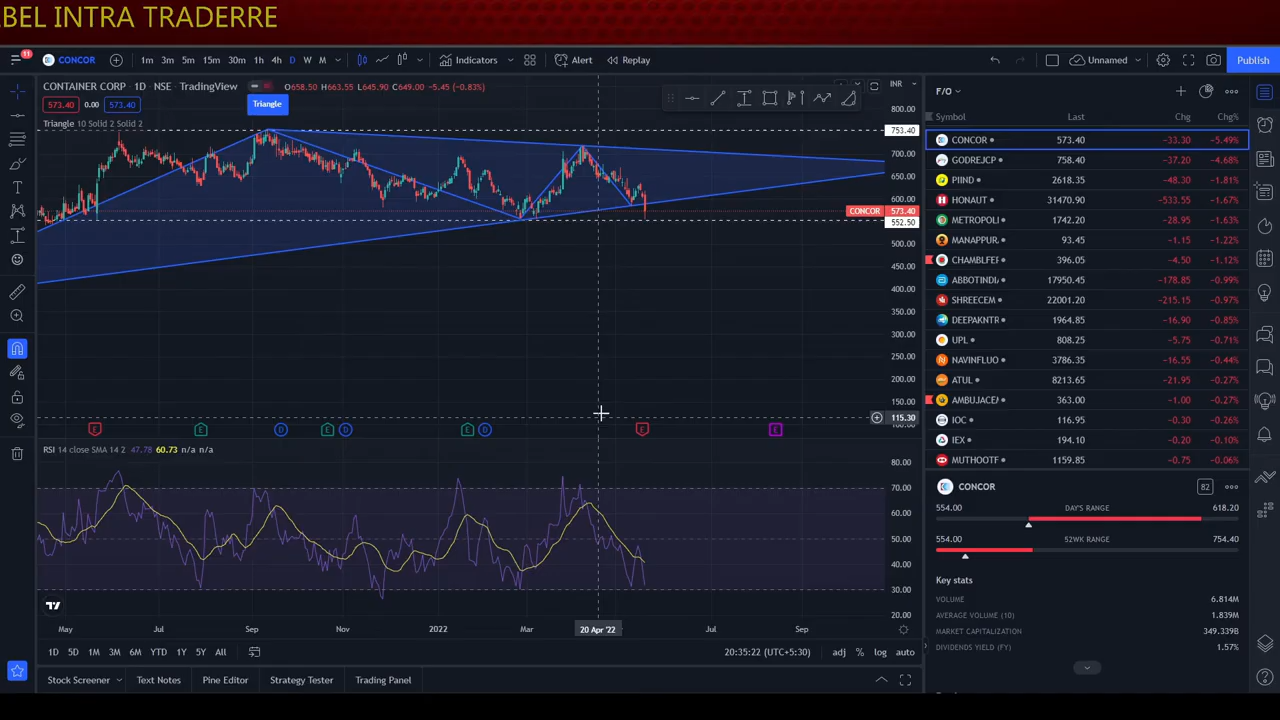 BEL INTRA TRADERRE
11
CONCOR
1m 3m 5m 15m 30m 1h 4h D W M
Indicators
Alert
Replay
Unnamed
Publish
CONTAINER CORP · 1D · NSE · TradingView
O658.50 H663.55 L645.90 C649.00 -5.45 (-0.83%)
573.40 0.00 573.40
Triangle
Triangle 10 Solid 2 Solid 2
INR
800.00
753.40
700.00
650.00
600.00
CONCOR 573.40
552.50
500.00
450.00
400.00
350.00
300.00
250.00
200.00
150.00
115.30
E E D E D E D E E
RSI 14 close SMA 14 2 47.78 60.73 n/a n/a
80.00
70.00
60.00
50.00
40.00
30.00
20.00
May Jul Sep Nov 2022 Mar 20 Apr '22 Jul Sep
1D 5D 1M 3M 6M YTD 1Y 5Y All
20:35:22 (UTC+5:30)
adj % log auto
Stock Screener
Text Notes
Pine Editor
Strategy Tester
Trading Panel
F/O
Symbol Last Chg Chg%
CONCOR 573.40 -33.30 -5.49%
GODREJCP 758.40 -37.20 -4.68%
PIIND 2618.35 -48.30 -1.81%
HONAUT 31470.90 -533.55 -1.67%
METROPOLI 1742.20 -28.95 -1.63%
MANAPPUR 93.45 -1.15 -1.22%
CHAMBLFER 396.05 -4.50 -1.12%
ABBOTINDI 17950.45 -178.85 -0.99%
SHREECEM 22001.20 -215.15 -0.97%
DEEPAKNTR 1964.85 -16.90 -0.85%
UPL 808.25 -5.75 -0.71%
NAVINFLUO 3786.35 -16.55 -0.44%
ATUL 8213.65 -21.95 -0.27%
AMBUJACEM 363.00 -1.00 -0.27%
IOC 116.95 -0.30 -0.26%
IEX 194.10 -0.20 -0.10%
MUTHOOTF 1159.85 -0.75 -0.06%
CONCOR
82
554.00 DAY'S RANGE 618.20
554.00 52WK RANGE 754.40
Key stats
VOLUME 6.814M
AVERAGE VOLUME (10) 1.839M
MARKET CAPITALIZATION 349.339B
DIVIDENDS YIELD (FY) 1.57%